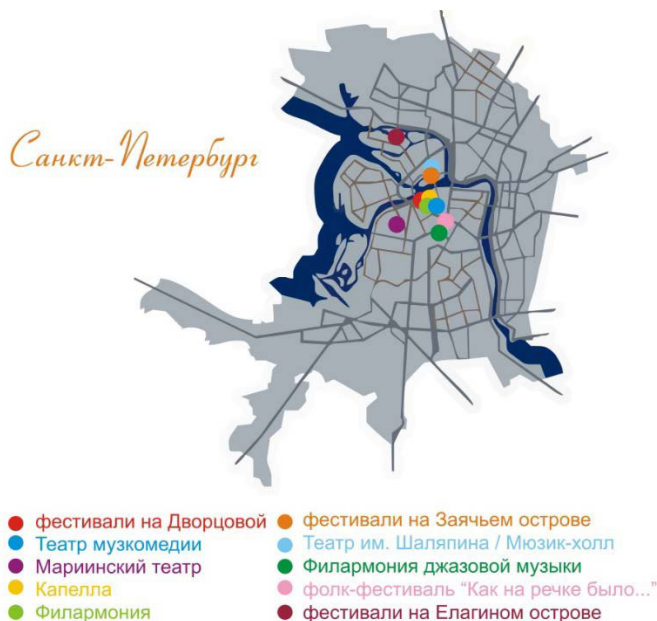 Санкт-Петербург
фестивали на Дворцовой
Театр музкомедии
Мариинский театр
Капелла
Филармония
фестивали на Заячьем острове
Театр им. Шаляпина / Мюзик-холл
Филармония джазовой музыки
фолк-фестиваль "Как на речке было..."
фестивали на Елагином острове